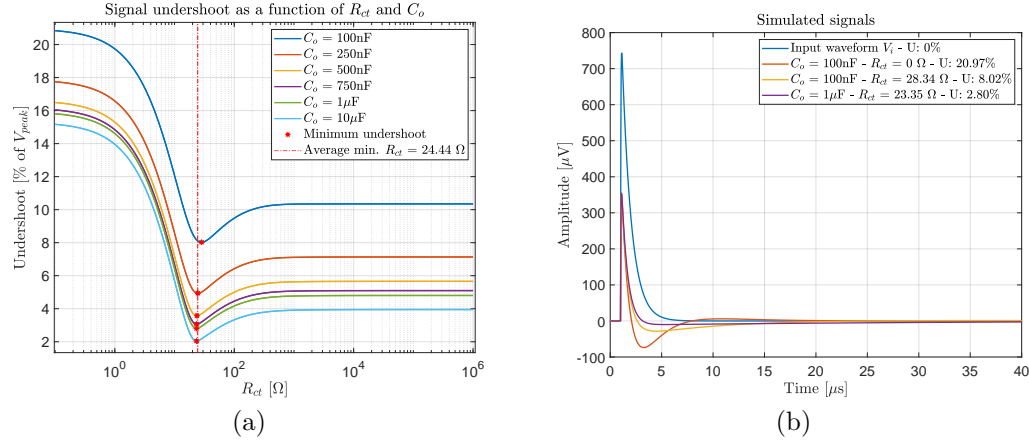 Signal undershoot as a function of R_ct and C_o
Undershoot [% of V_peak]
20
18
16
14
12
10
8
6
4
2
C_o = 100nF
C_o = 250nF
C_o = 500nF
C_o = 750nF
C_o = 1µF
C_o = 10µF
Minimum undershoot
Average min. R_ct = 24.44 Ω
10^0 10^2 10^4 10^6
R_ct [Ω]
(a)
Simulated signals
Amplitude [µV]
800
700
600
500
400
300
200
100
0
-100
Input waveform V_i - U: 0%
C_o = 100nF - R_ct = 0 Ω - U: 20.97%
C_o = 100nF - R_ct = 28.34 Ω - U: 8.02%
C_o = 1µF - R_ct = 23.35 Ω - U: 2.80%
0 5 10 15 20 25 30 35 40
Time [µs]
(b)